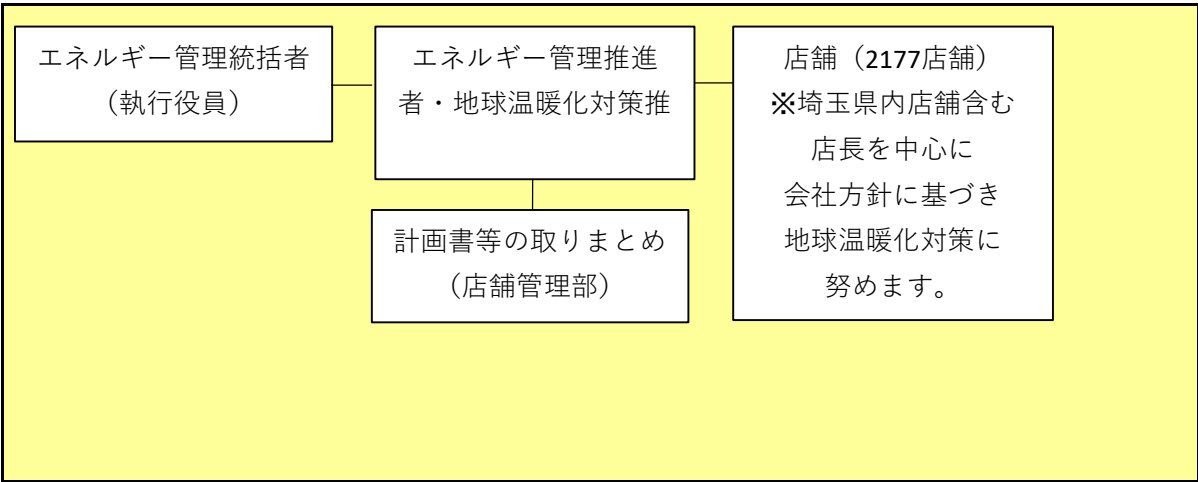 エネルギー管理統括者
（執行役員）
エネルギー管理推進
者・地球温暖化対策推
計画書等の取りまとめ
（店舗管理部）
店舗（2177店舗）
※埼玉県内店舗含む
店長を中心に
会社方針に基づき
地球温暖化対策に
努めます。